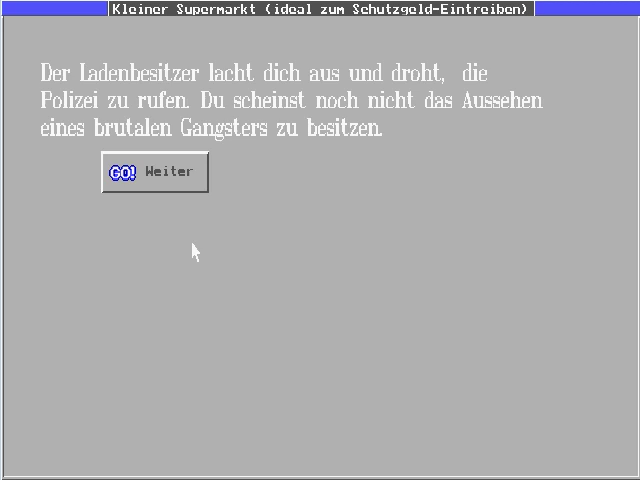 Kleiner Supermarkt (ideal zum Schutzgeld-Eintreiben)
Der Ladenbesitzer lacht dich aus und droht, die
Polizei zu rufen. Du scheinst noch nicht das Aussehen
eines brutalen Gangsters zu besitzen.
GO! Weiter